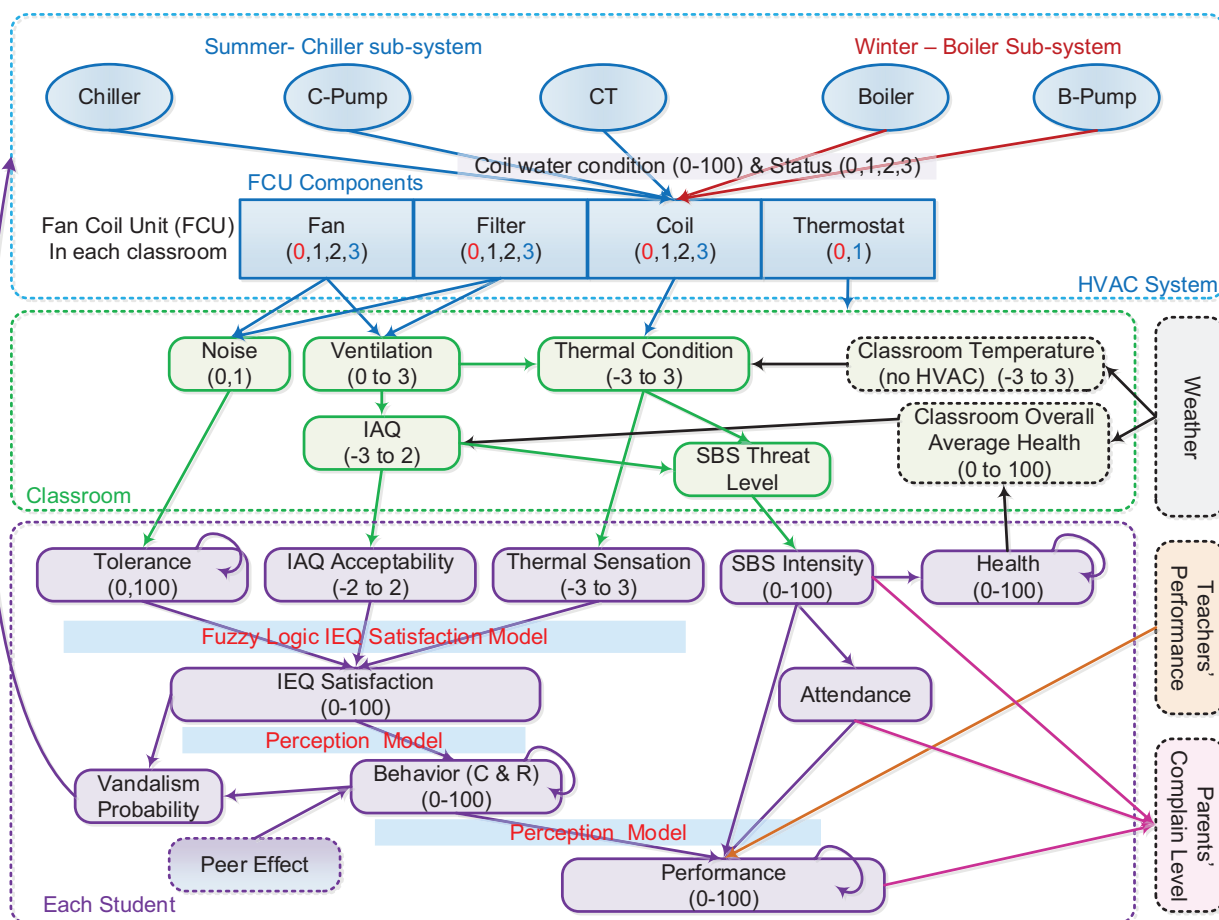 Summer- Chiller sub-system
Winter – Boiler Sub-system
Chiller
C-Pump
CT
Boiler
B-Pump
Coil water condition (0-100) & Status (0,1,2,3)
FCU Components
Fan Coil Unit (FCU)
In each classroom
Fan
(0,1,2,3)
Filter
(0,1,2,3)
Coil
(0,1,2,3)
Thermostat
(0,1)
HVAC System
Noise
(0,1)
Ventilation
(0 to 3)
Thermal Condition
(-3 to 3)
Classroom Temperature
(no HVAC) (-3 to 3)
Weather
IAQ
(-3 to 2)
SBS Threat
Level
Classroom Overall
Average Health
(0 to 100)
Classroom
Tolerance
(0,100)
IAQ Acceptability
(-2 to 2)
Thermal Sensation
(-3 to 3)
SBS Intensity
(0-100)
Health
(0-100)
Teachers'
Performance
Fuzzy Logic IEQ Satisfaction Model
IEQ Satisfaction
(0-100)
Attendance
Perception Model
Vandalism
Probability
Behavior (C & R)
(0-100)
Parents'
Complain Level
Perception Model
Peer Effect
Performance
(0-100)
Each Student